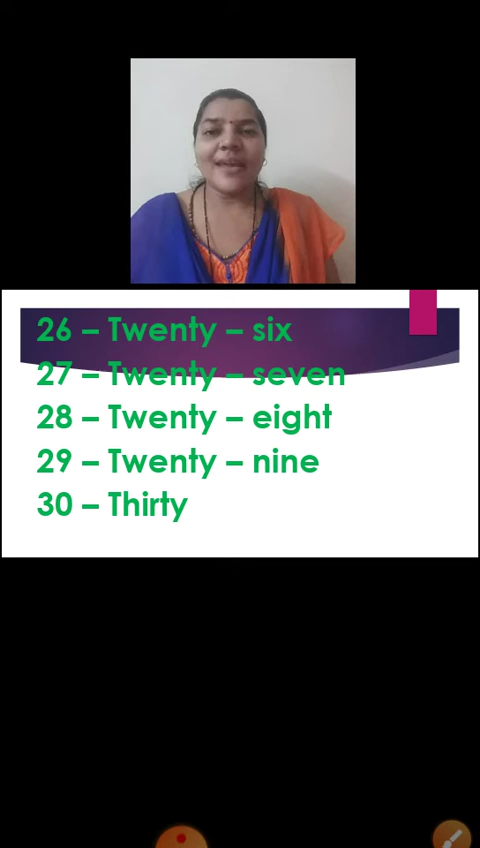 26 – Twenty – six
27 – Twenty – seven
28 – Twenty – eight
29 – Twenty – nine
30 – Thirty